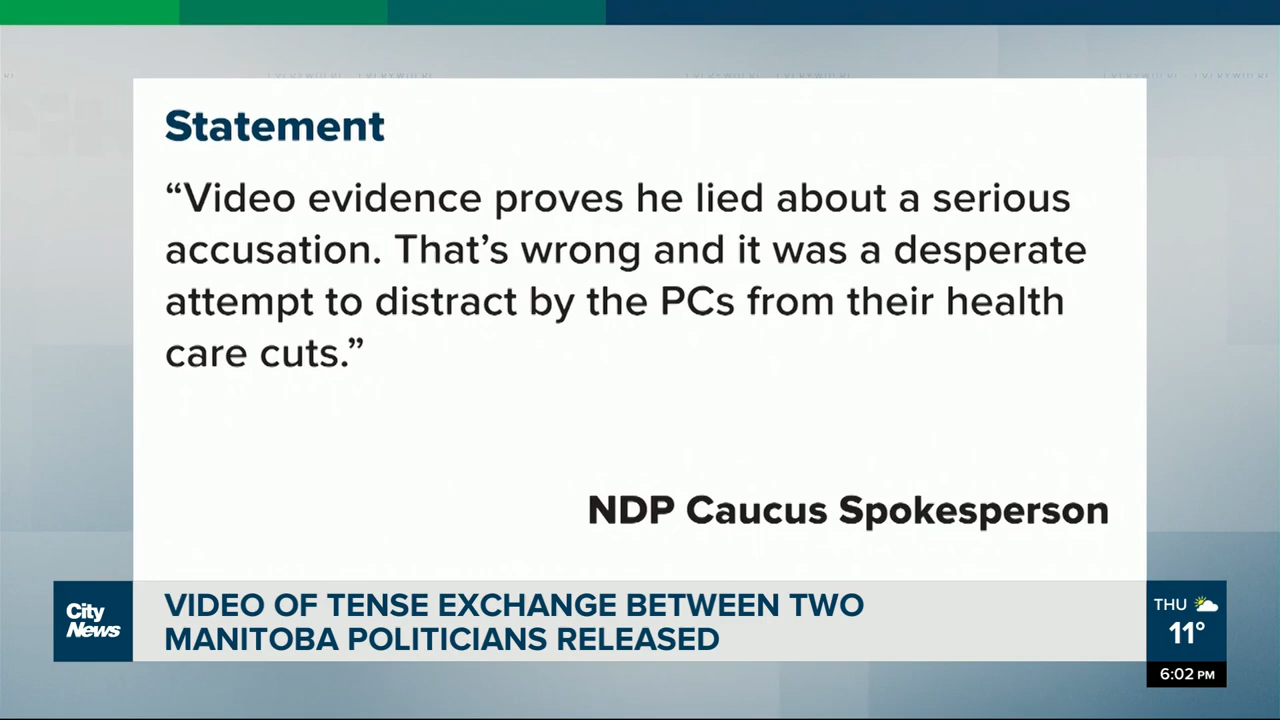 Statement
“Video evidence proves he lied about a serious
accusation. That’s wrong and it was a desperate
attempt to distract by the PCs from their health
care cuts.”
NDP Caucus Spokesperson
City
News
VIDEO OF TENSE EXCHANGE BETWEEN TWO
MANITOBA POLITICIANS RELEASED
THU
11°
6:02 PM